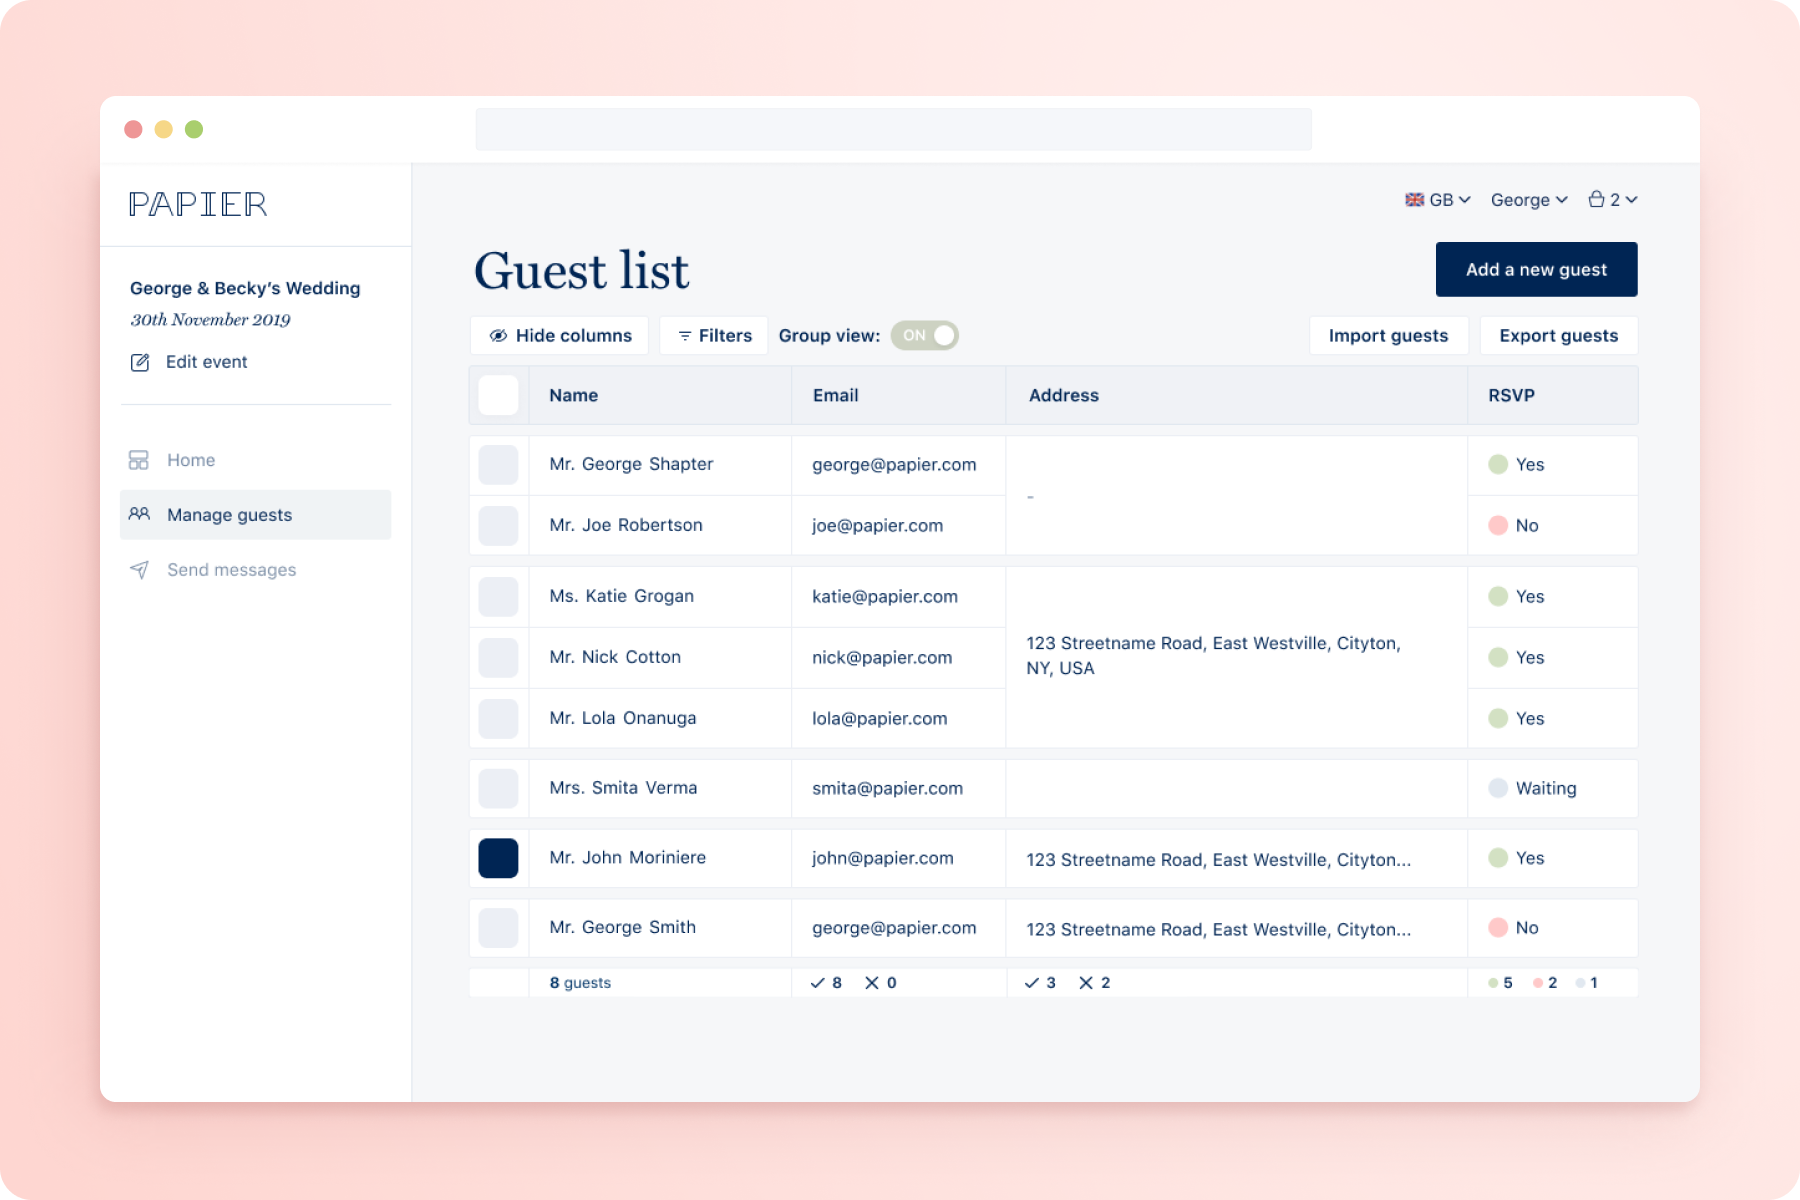 PAPIER
GB George 2
George & Becky’s Wedding
30th November 2019
Edit event
Home
Manage guests
Send messages
Guest list
Add a new guest
Hide columns Filters Group view: ON Import guests Export guests
Name Email Address RSVP
Mr. George Shapter george@papier.com Yes
-
Mr. Joe Robertson joe@papier.com No
Ms. Katie Grogan katie@papier.com Yes
123 Streetname Road, East Westville, Cityton,
NY, USA
Mr. Nick Cotton nick@papier.com Yes
Mr. Lola Onanuga lola@papier.com Yes
Mrs. Smita Verma smita@papier.com Waiting
Mr. John Moriniere john@papier.com 123 Streetname Road, East Westville, Cityton... Yes
Mr. George Smith george@papier.com 123 Streetname Road, East Westville, Cityton... No
8 guests 8 0 3 2 5 2 1